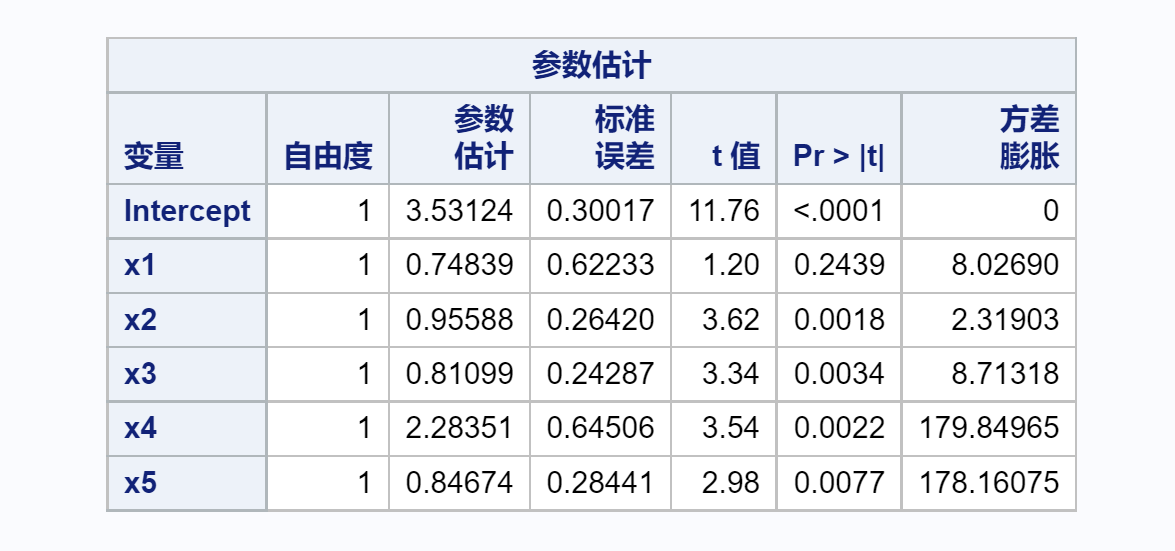 参数估计
变量 自由度 参数估计 标准误差 t 值 Pr > |t| 方差膨胀
Intercept 1 3.53124 0.30017 11.76 <.0001 0
x1 1 0.74839 0.62233 1.20 0.2439 8.02690
x2 1 0.95588 0.26420 3.62 0.0018 2.31903
x3 1 0.81099 0.24287 3.34 0.0034 8.71318
x4 1 2.28351 0.64506 3.54 0.0022 179.84965
x5 1 0.84674 0.28441 2.98 0.0077 178.16075